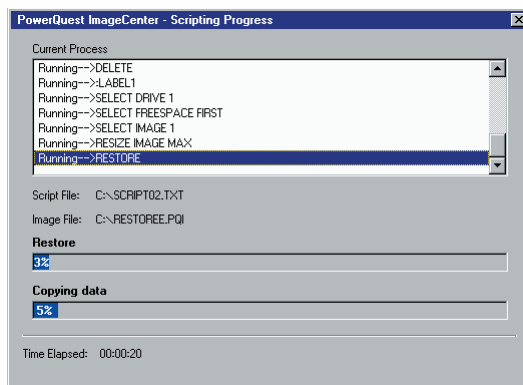 PowerQuest ImageCenter - Scripting Progress
Current Process
Running-->DELETE
Running-->:LABEL1
Running-->SELECT DRIVE 1
Running-->SELECT FREESPACE FIRST
Running-->SELECT IMAGE 1
Running-->RESIZE IMAGE MAX
Running-->RESTORE
Script File: C:\SCRIPT02.TXT
Image File: C:\RESTOREE.PQI
Restore
3%
Copying data
5%
Time Elapsed: 00:00:20